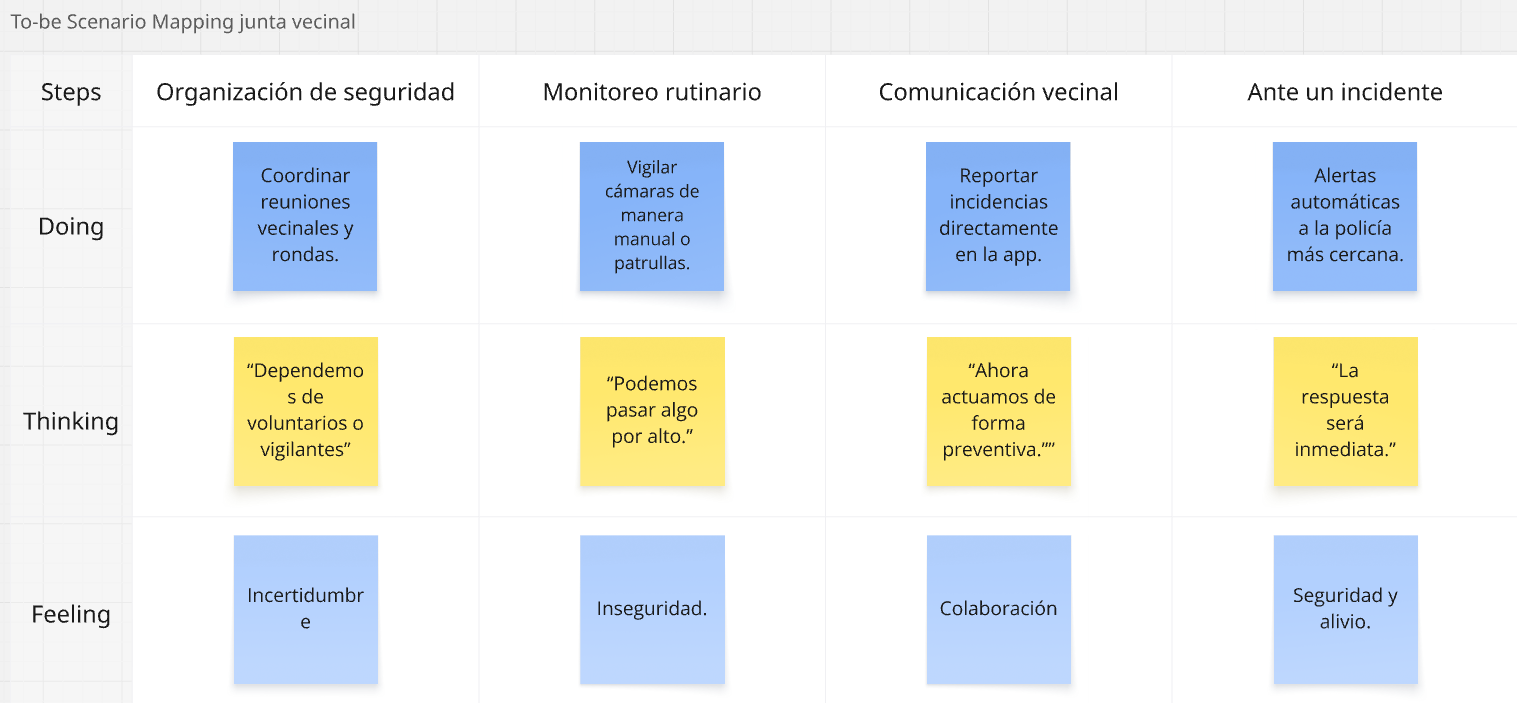 To-be Scenario Mapping junta vecinal
Steps
Organización de seguridad
Monitoreo rutinario
Comunicación vecinal
Ante un incidente
Doing
Coordinar
reuniones
vecinales y
rondas.
Vigilar
cámaras de
manera
manual o
patrullas.
Reportar
incidencias
directamente
en la app.
Alertas
automáticas
a la policía
más cercana.
Thinking
“Dependemo
s de
voluntarios o
vigilantes”
“Podemos
pasar algo
por alto.”
“Ahora
actuamos de
forma
preventiva.””
“La
respuesta
será
inmediata.”
Feeling
Incertidumbr
e
Inseguridad.
Colaboración
Seguridad y
alivio.